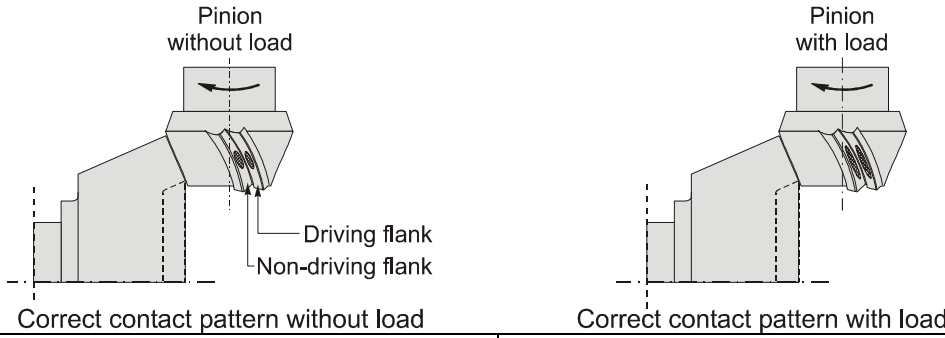 Pinion
without load
Driving flank
Non-driving flank
Correct contact pattern without load
Pinion
with load
Correct contact pattern with load